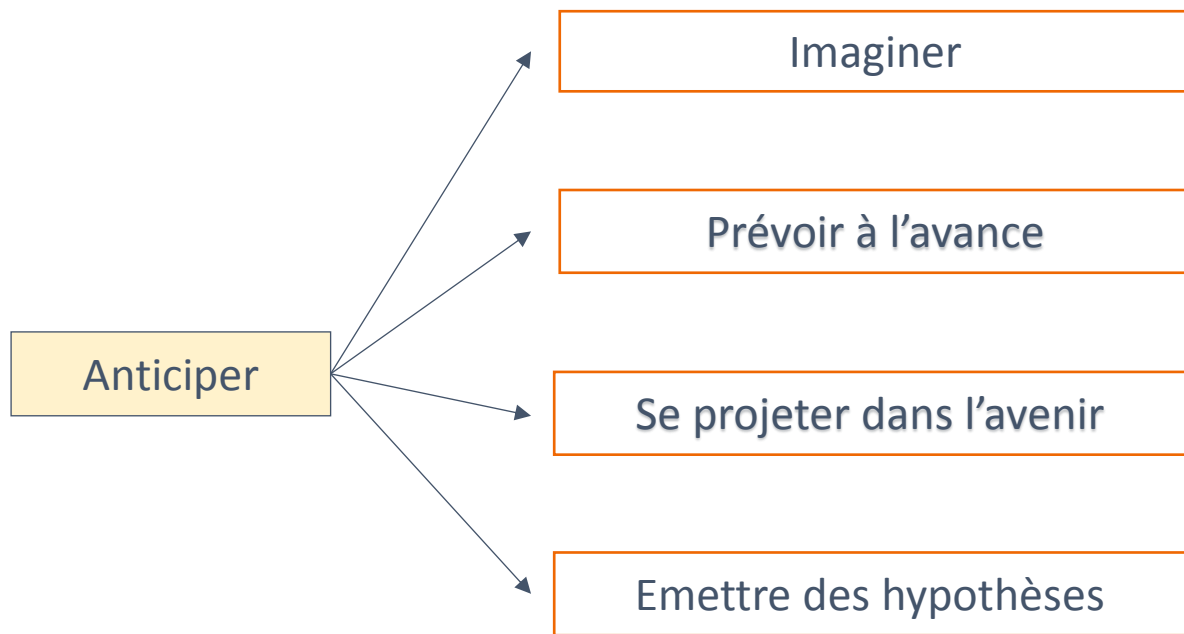 Imaginer
Prévoir à l’avance
Anticiper
Se projeter dans l’avenir
Emettre des hypothèses